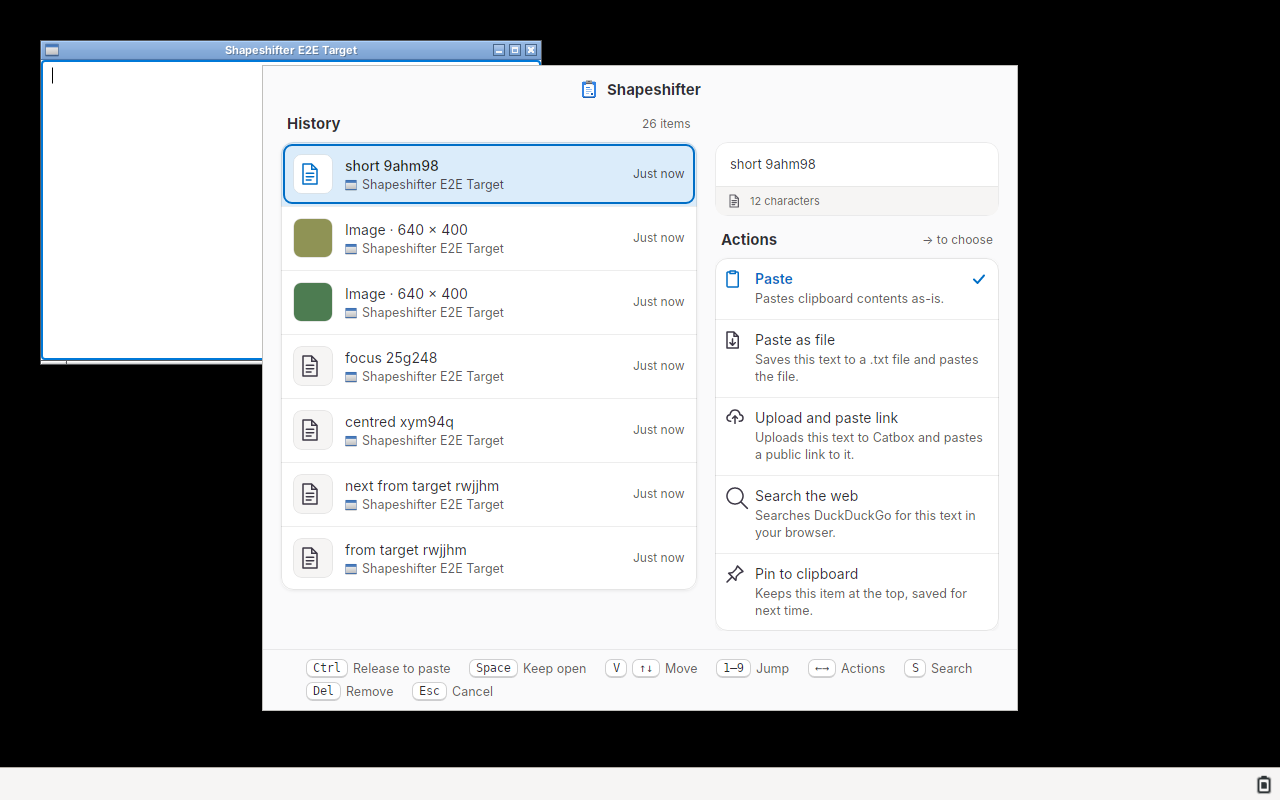 Shapeshifter E2E Target
Shapeshifter
History
26 items
short 9ahm98
Shapeshifter E2E Target
Just now
Image · 640 × 400
Shapeshifter E2E Target
Just now
Image · 640 × 400
Shapeshifter E2E Target
Just now
focus 25g248
Shapeshifter E2E Target
Just now
centred xym94q
Shapeshifter E2E Target
Just now
next from target rwjjhm
Shapeshifter E2E Target
Just now
from target rwjjhm
Shapeshifter E2E Target
Just now
short 9ahm98
12 characters
Actions
→ to choose
Paste
Pastes clipboard contents as-is.
Paste as file
Saves this text to a .txt file and pastes
the file.
Upload and paste link
Uploads this text to Catbox and pastes
a public link to it.
Search the web
Searches DuckDuckGo for this text in
your browser.
Pin to clipboard
Keeps this item at the top, saved for
next time.
Ctrl Release to paste Space Keep open V ↑↓ Move 1–9 Jump ←→ Actions S Search
Del Remove Esc Cancel